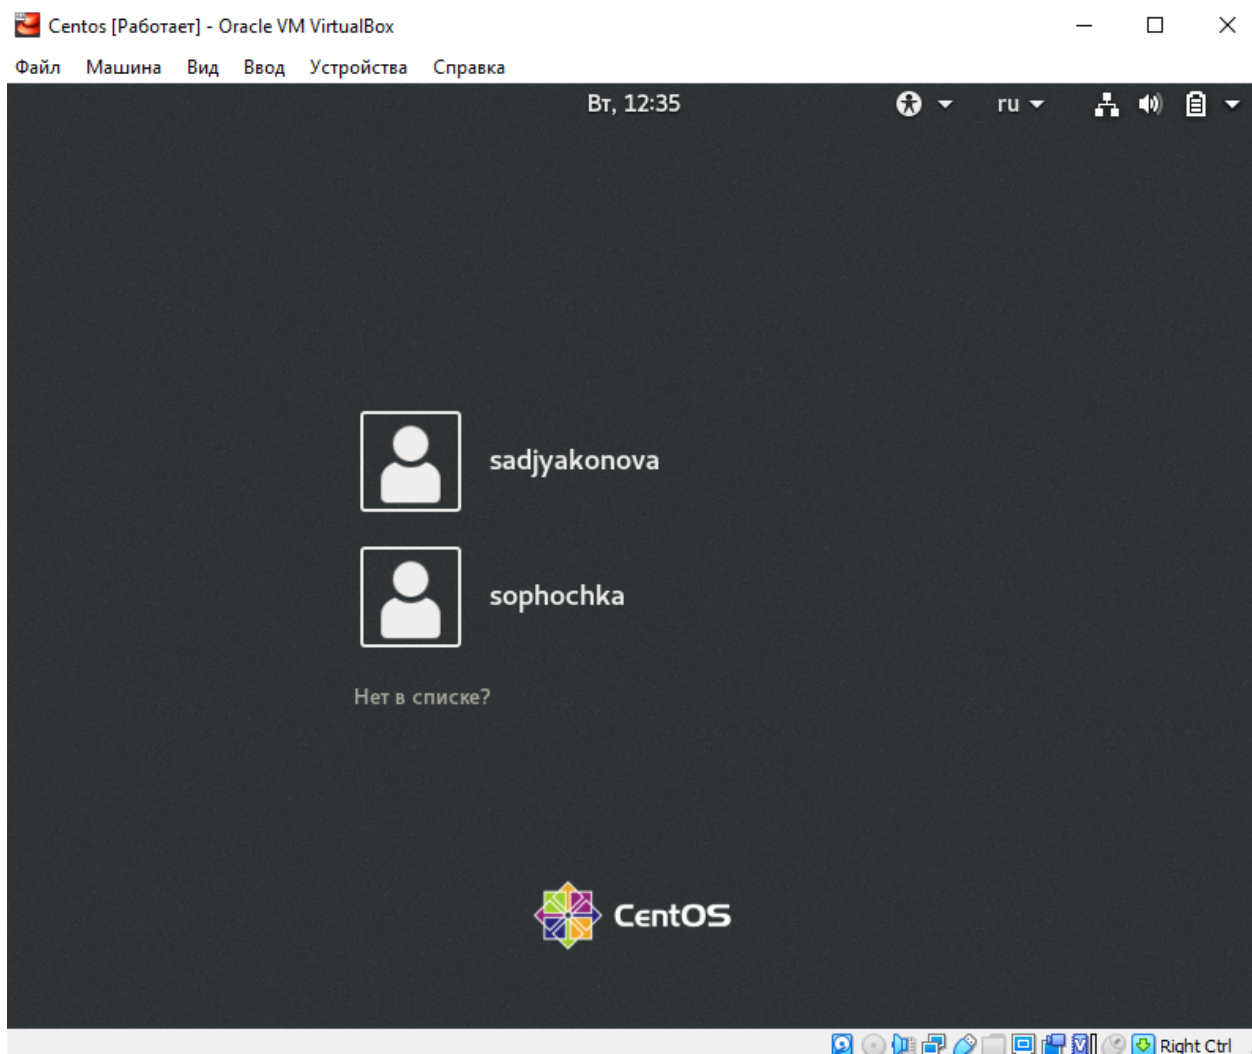 Centos [Работает] - Oracle VM VirtualBox
Файл Машина Вид Ввод Устройства Справка
Вт, 12:35 ru
sadjyakonova
sophochka
Нет в списке?
CentOS
Right Ctrl